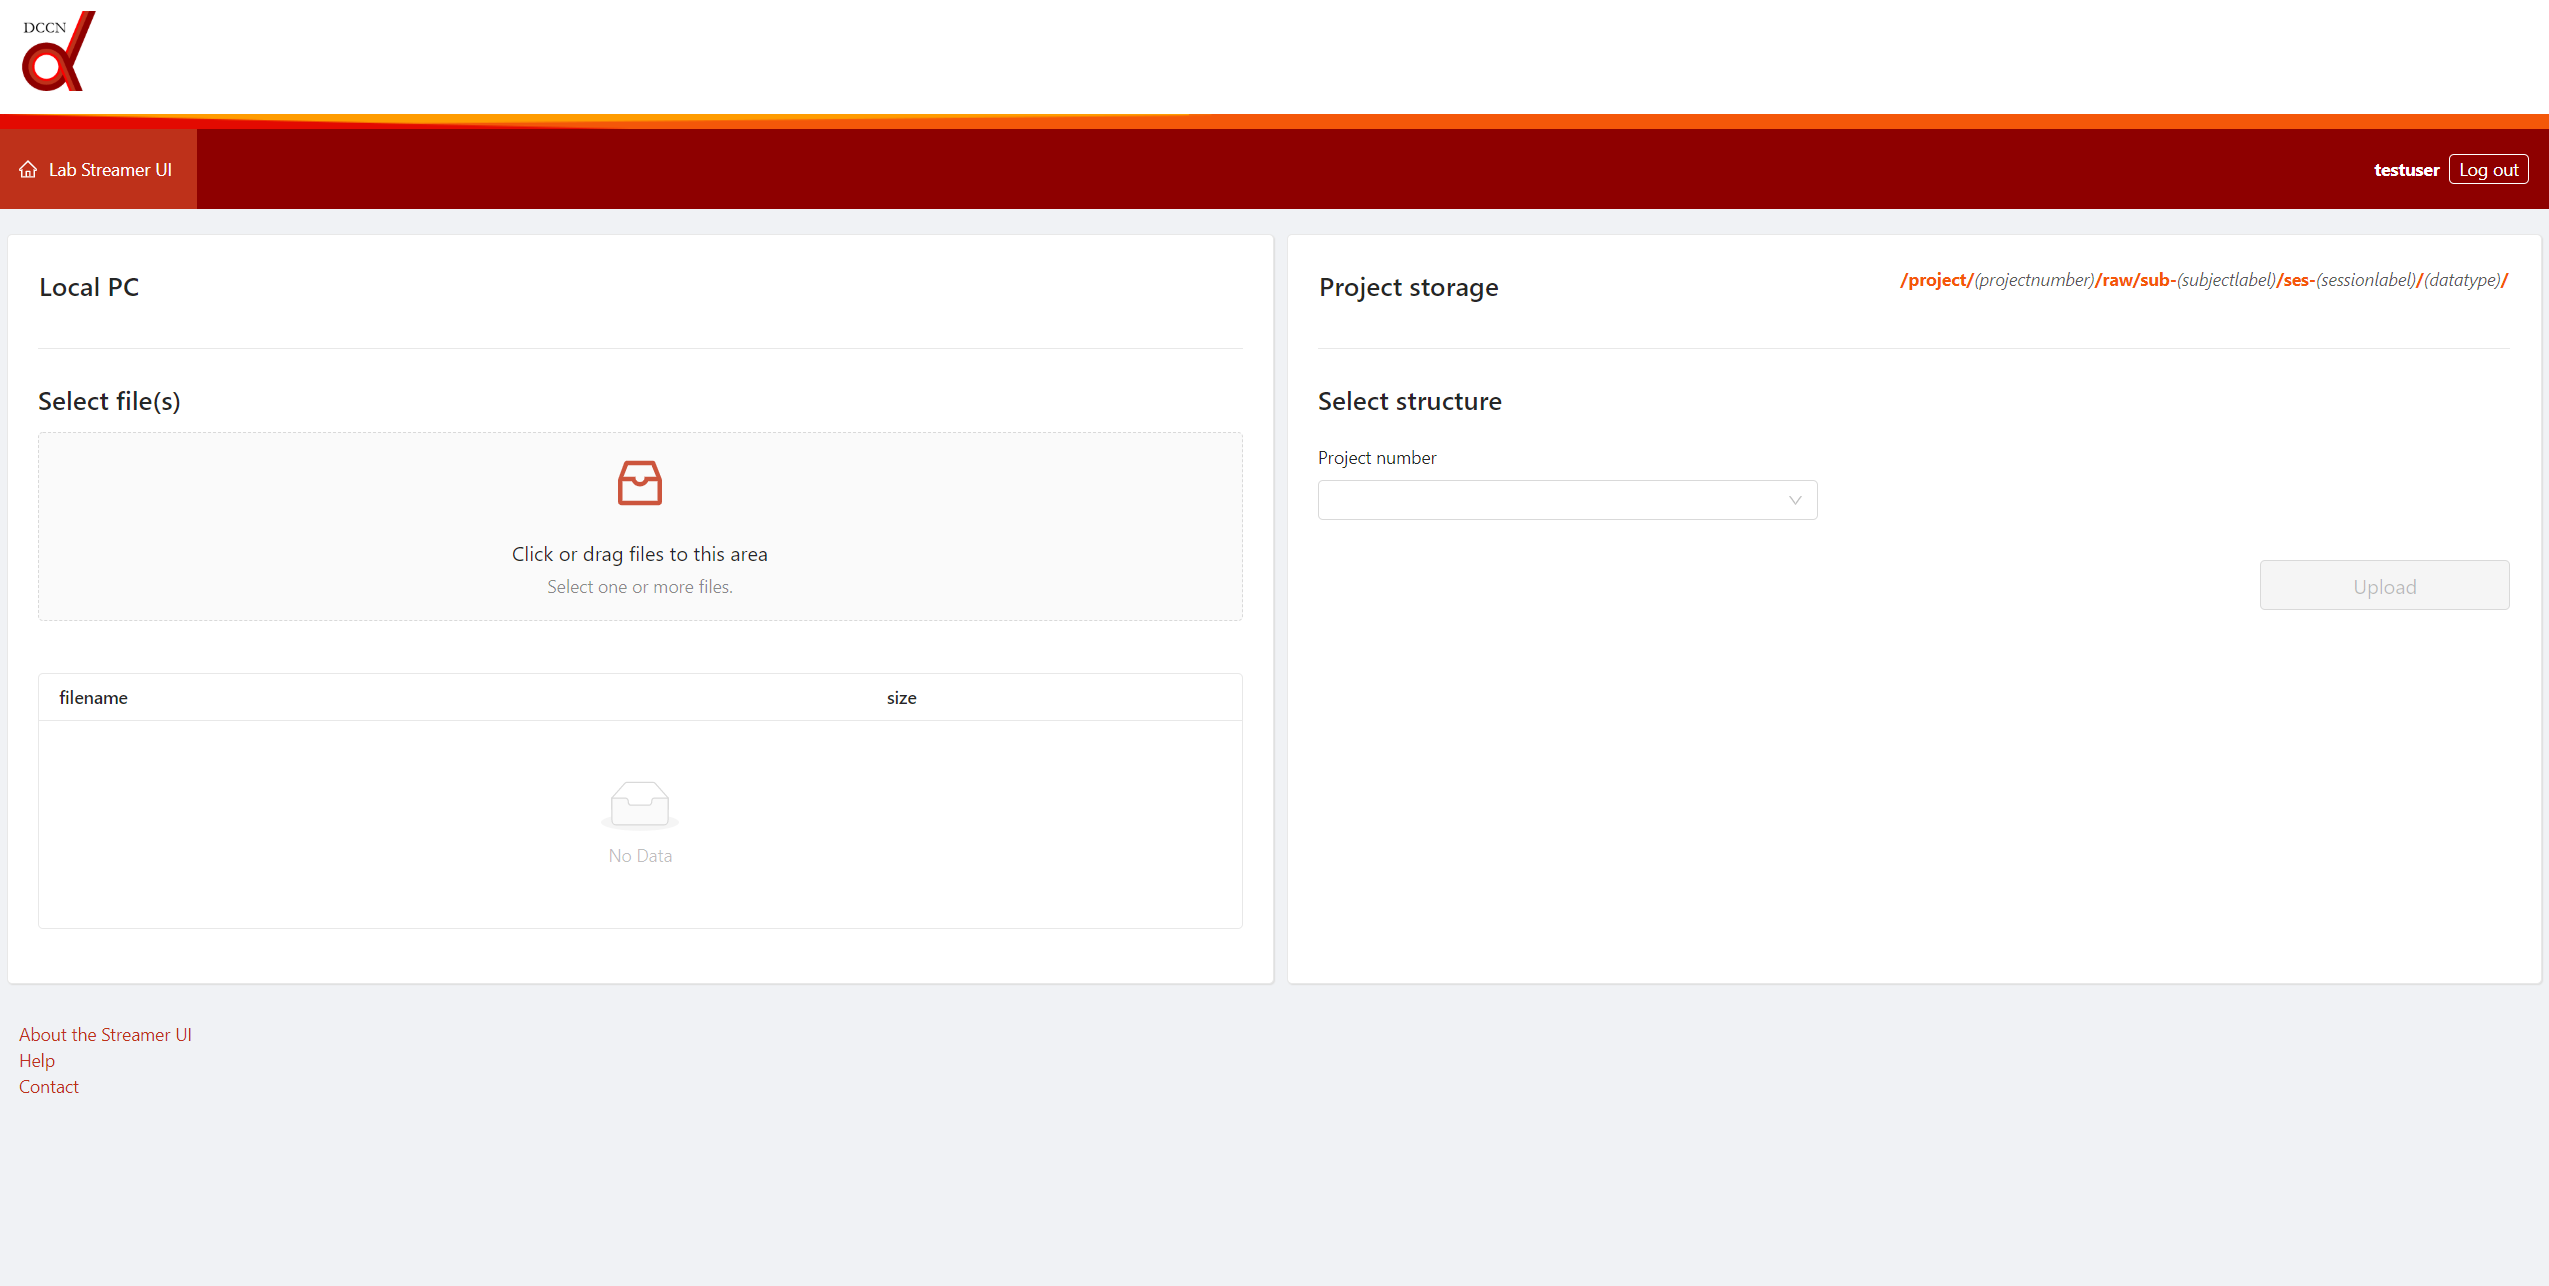 DCCN
Lab Streamer UI
testuser Log out
Local PC
Select file(s)
Click or drag files to this area
Select one or more files.
filename size
No Data
Project storage
/project/(projectnumber)/raw/sub-(subjectlabel)/ses-(sessionlabel)/(datatype)/
Select structure
Project number
Upload
About the Streamer UI
Help
Contact